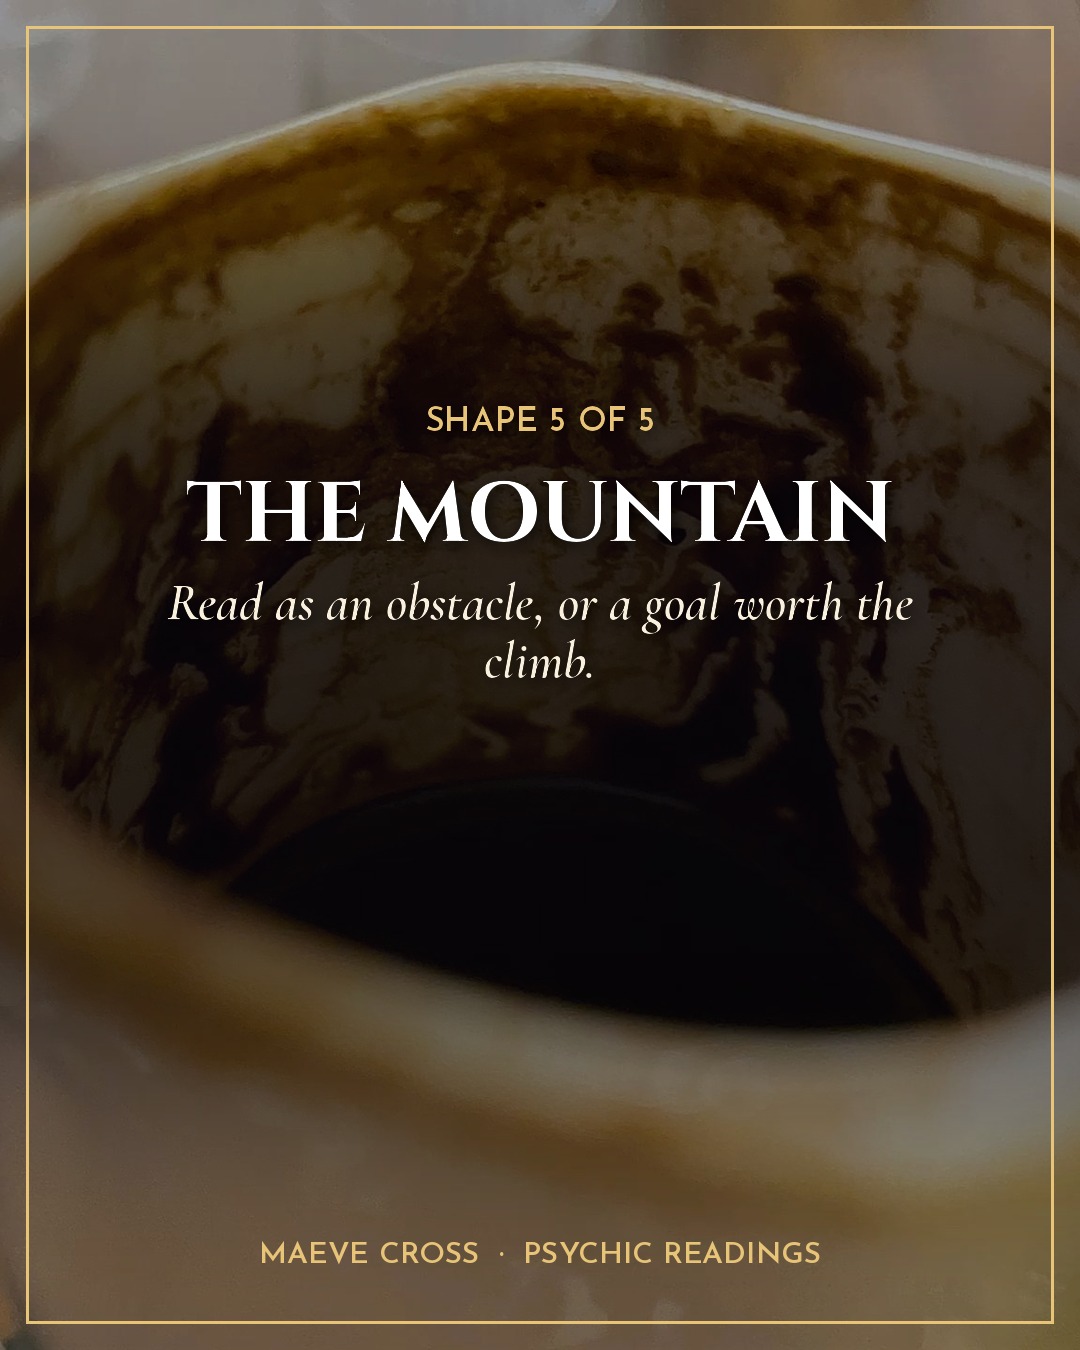 SHAPE 5 OF 5
THE MOUNTAIN
Read as an obstacle, or a goal worth the
climb.
MAEVE CROSS · PSYCHIC READINGS